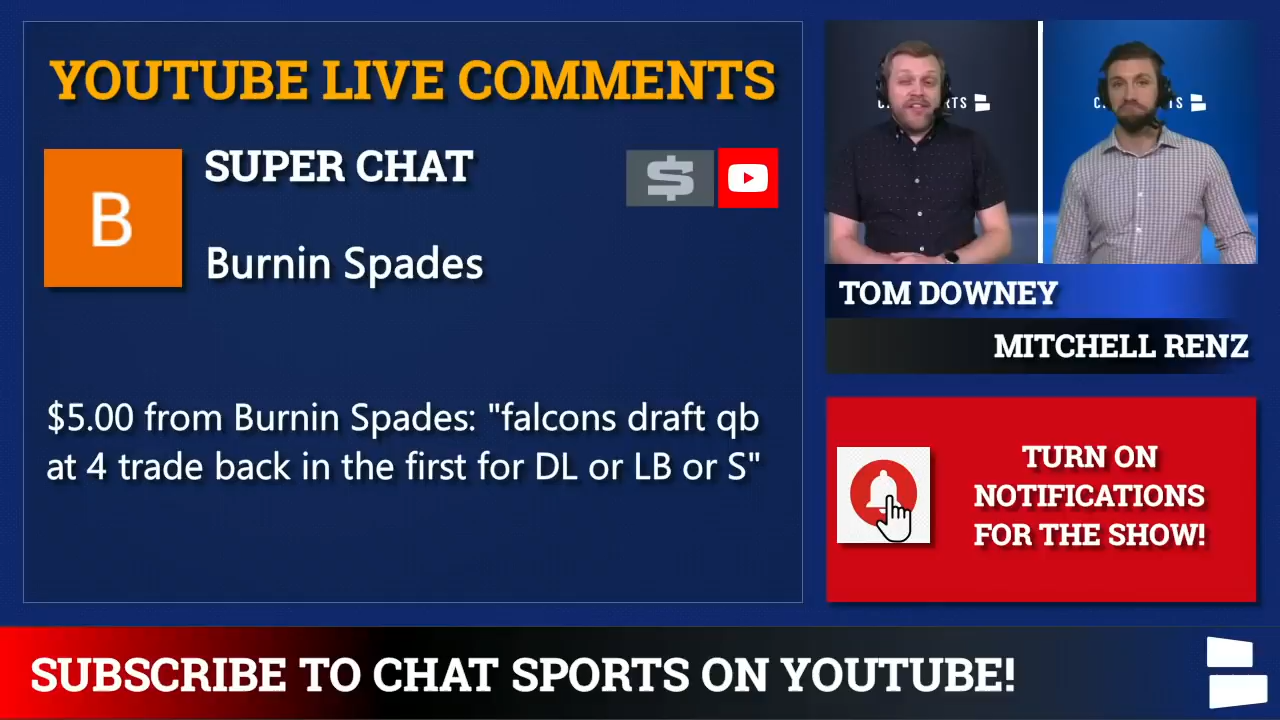 YOUTUBE LIVE COMMENTS
B
SUPER CHAT
$
Burnin Spades
$5.00 from Burnin Spades: "falcons draft qb
at 4 trade back in the first for DL or LB or S"
TOM DOWNEY
MITCHELL RENZ
TURN ON
NOTIFICATIONS
FOR THE SHOW!
SUBSCRIBE TO CHAT SPORTS ON YOUTUBE!